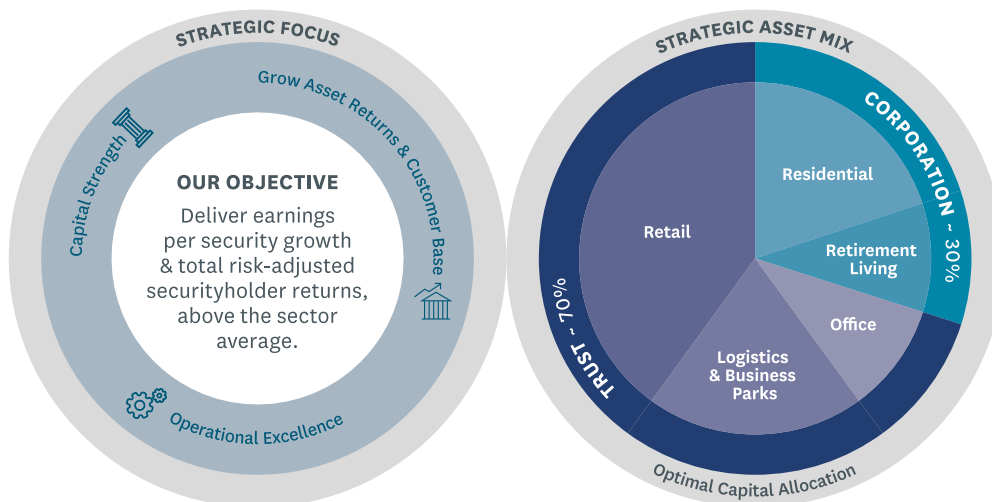 STRATEGIC FOCUS
Grow Asset Returns & Customer Base
Capital Strength
OUR OBJECTIVE
Deliver earnings
per security growth
& total risk-adjusted
securityholder returns,
above the sector
average.
Operational Excellence
STRATEGIC ASSET MIX
CORPORATION ~ 30%
Residential
Retail
Retirement
Living
Office
TRUST ~ 70%
Logistics
& Business
Parks
Optimal Capital Allocation